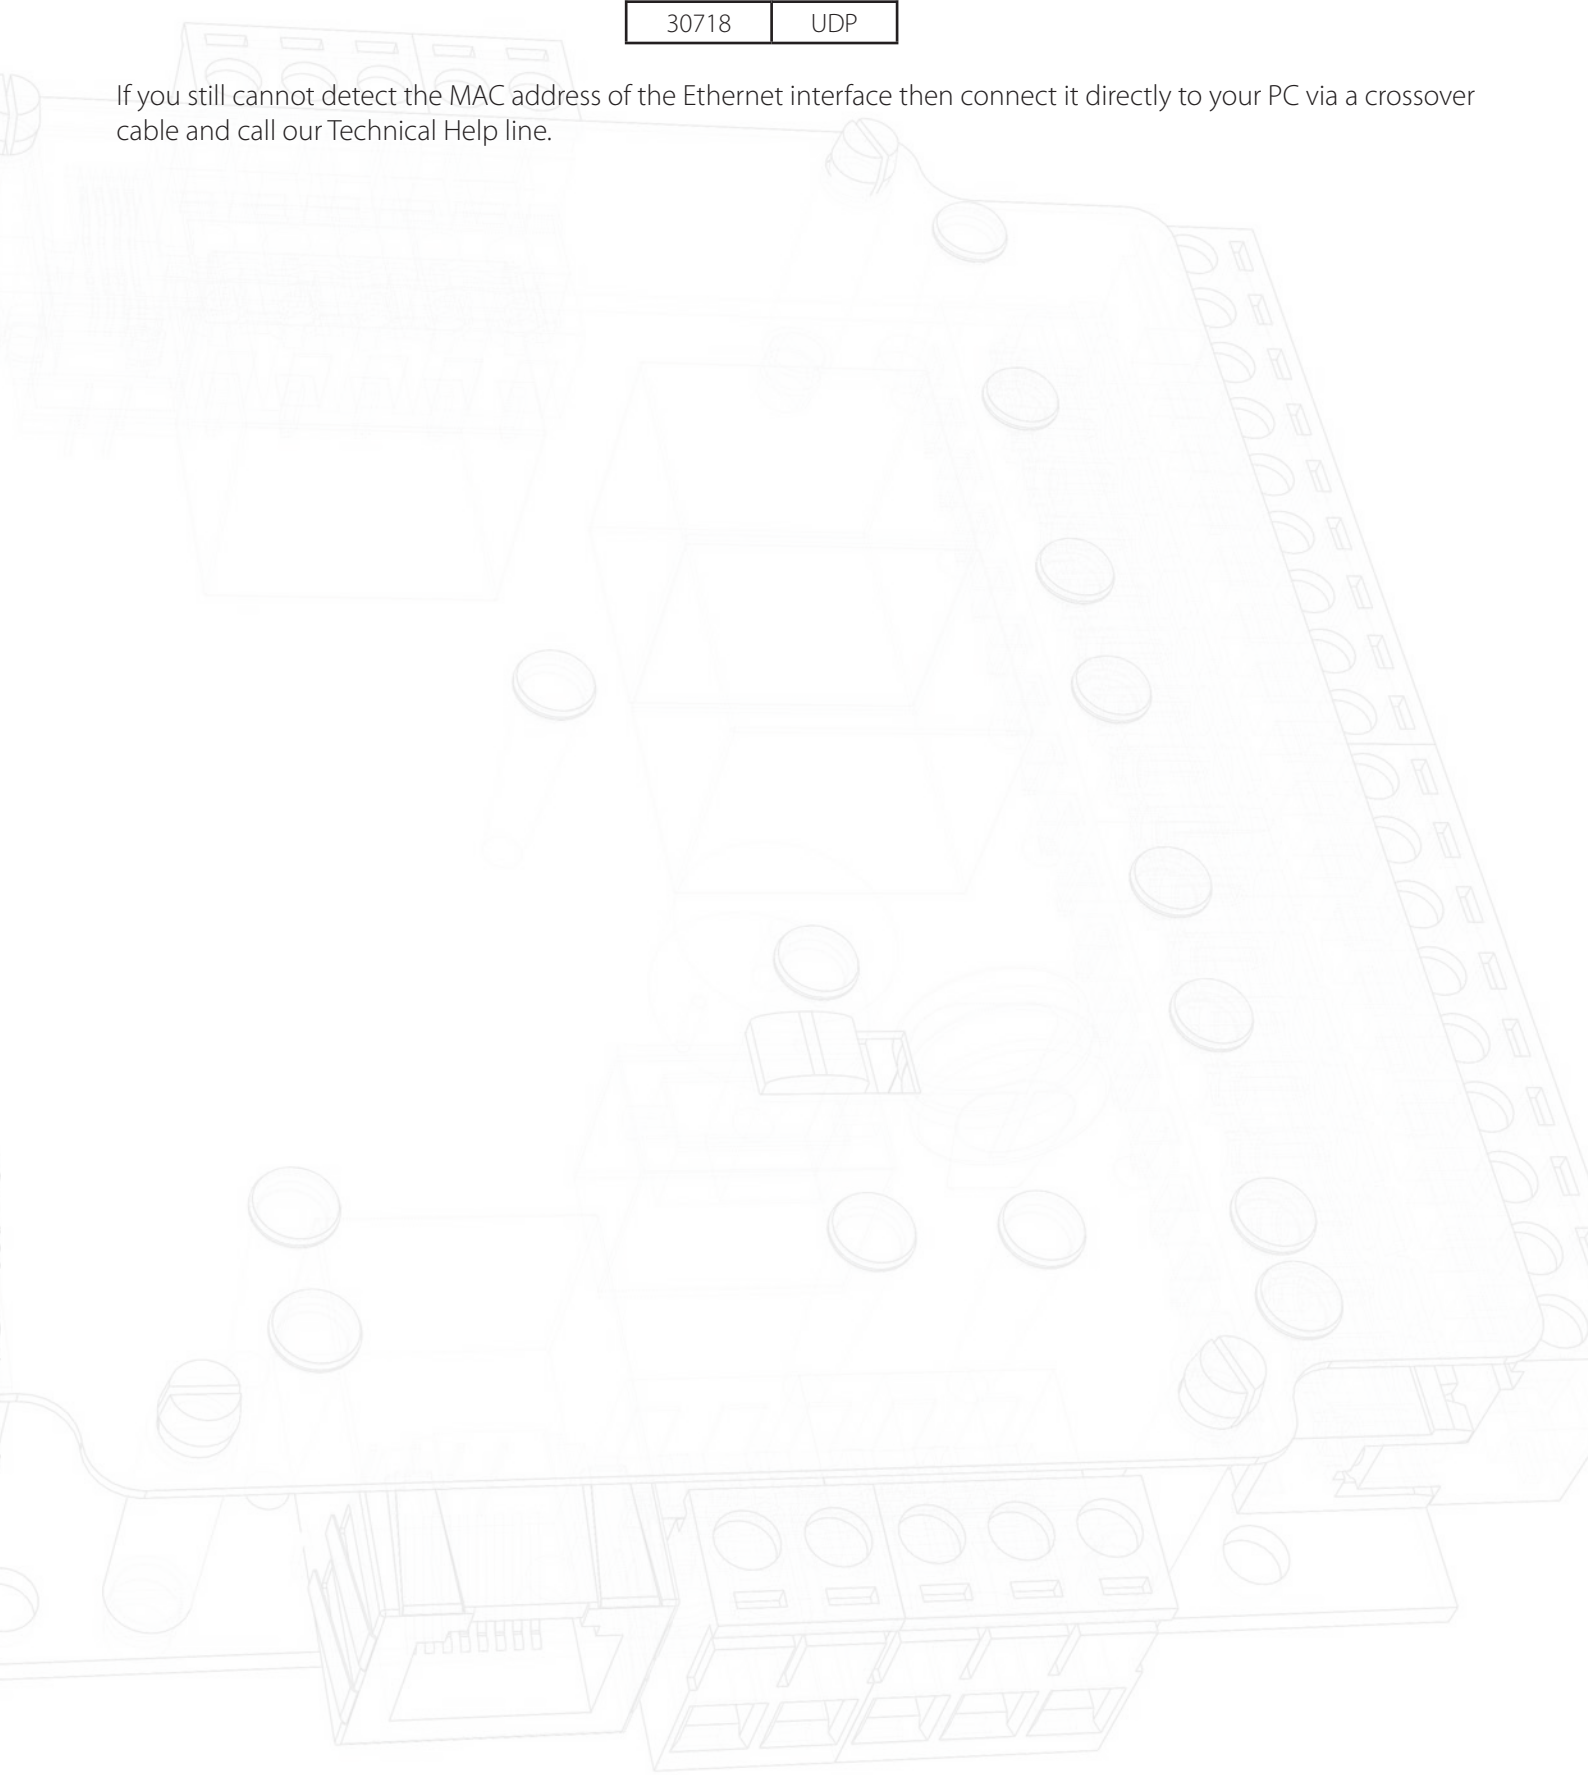 30718 UDP
If you still cannot detect the MAC address of the Ethernet interface then connect it directly to your PC via a crossover
cable and call our Technical Help line.